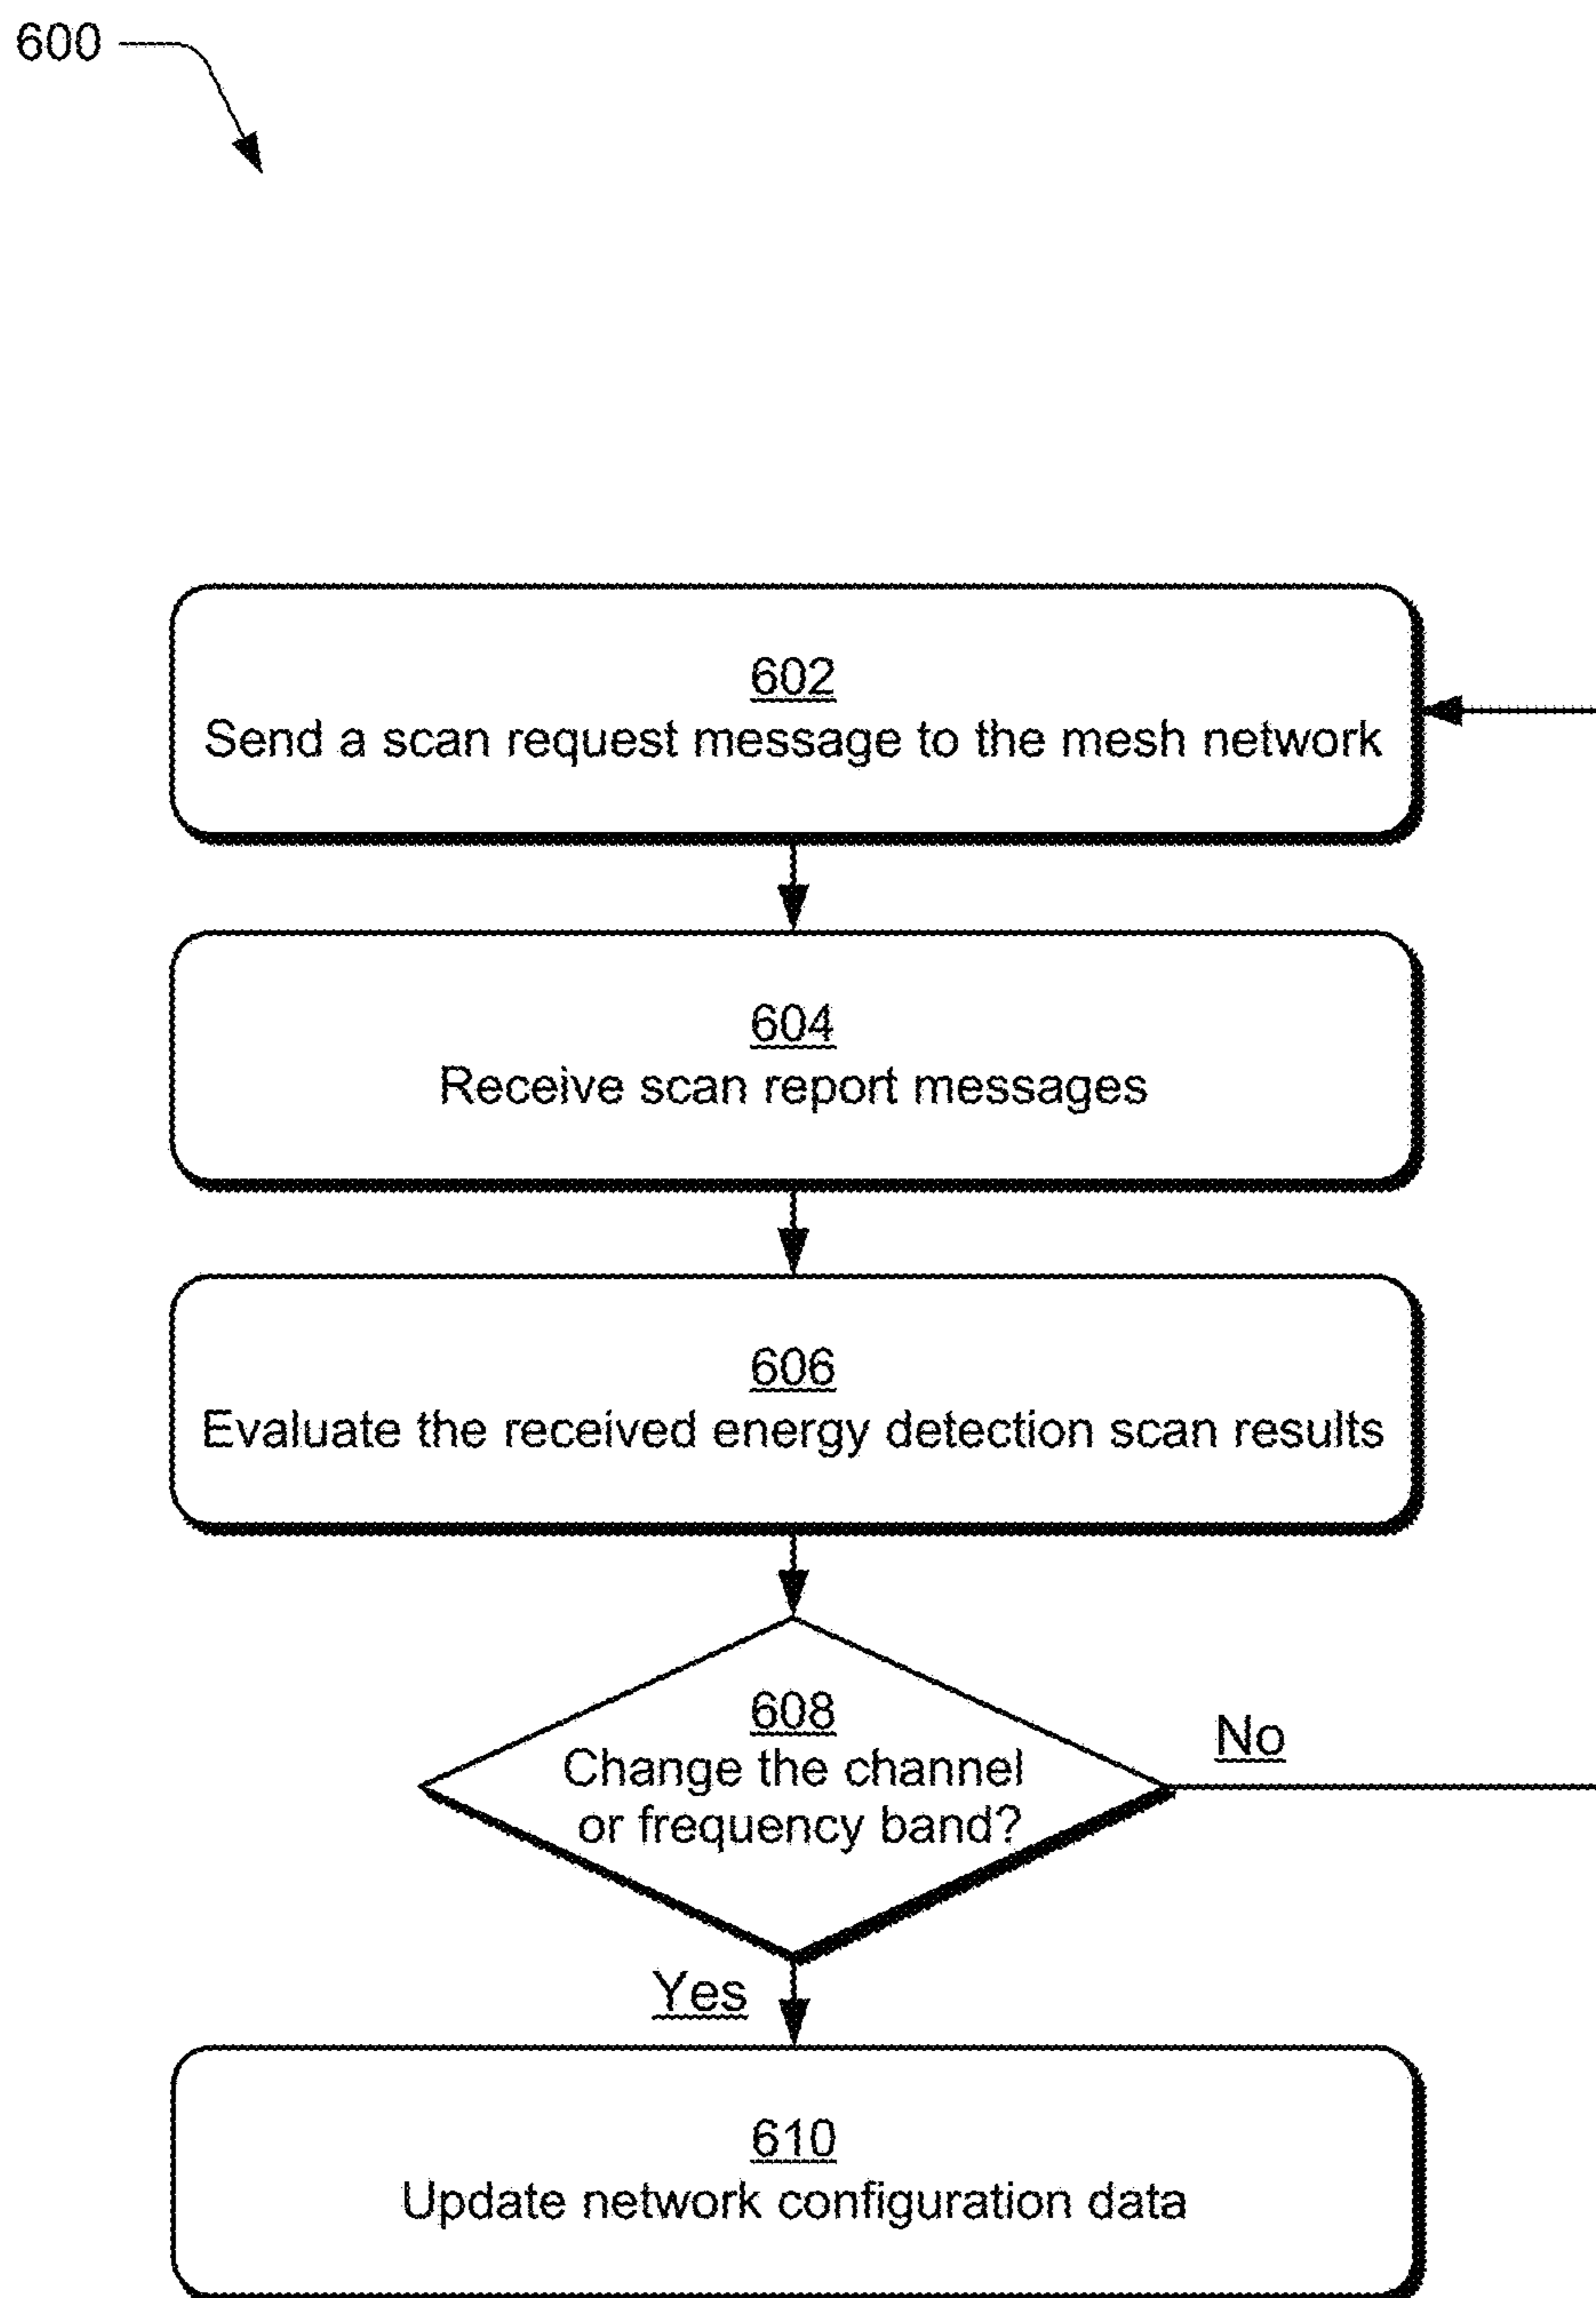 600
602
Send a scan request message to the mesh network
604
Receive scan report messages
606
Evaluate the received energy detection scan results
608
Change the channel
or frequency band?
No
Yes
610
Update network configuration data